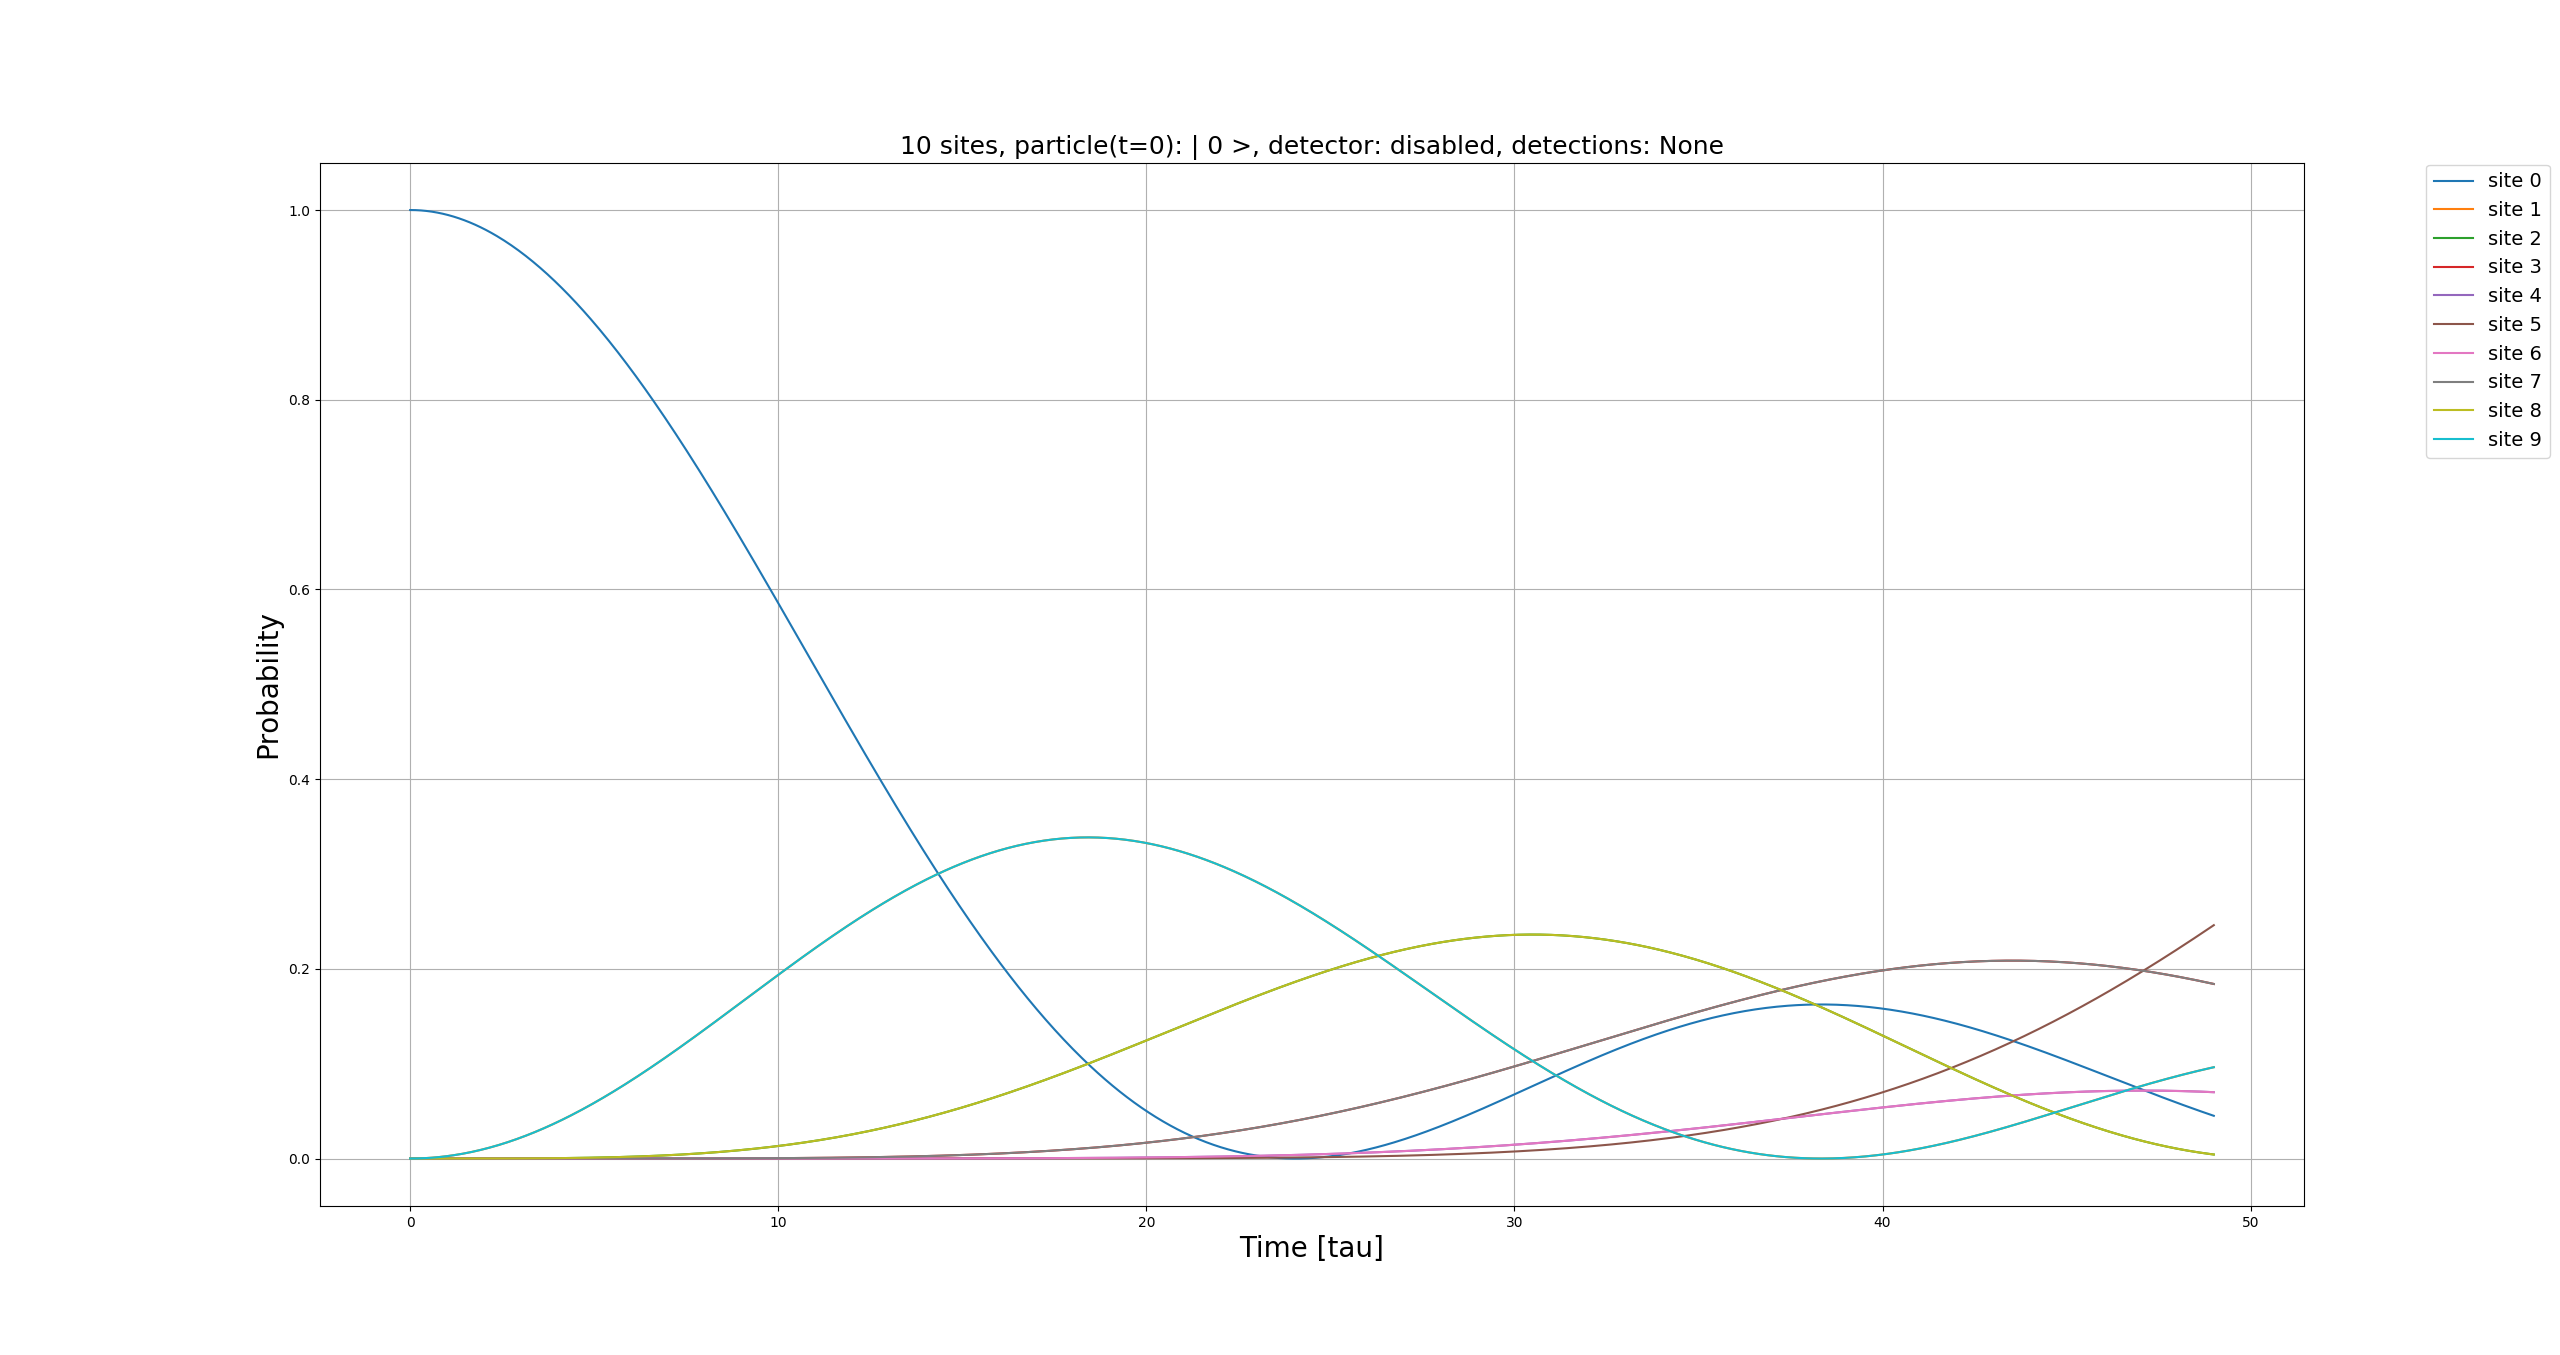 10 sites, particle(t=0): | 0 >, detector: disabled, detections: None
site 0
site 1
site 2
site 3
site 4
site 5
site 6
site 7
site 8
site 9
1.0
0.8
0.6
0.4
0.2
0.0
Probability
0 10 20 30 40 50
Time [tau]